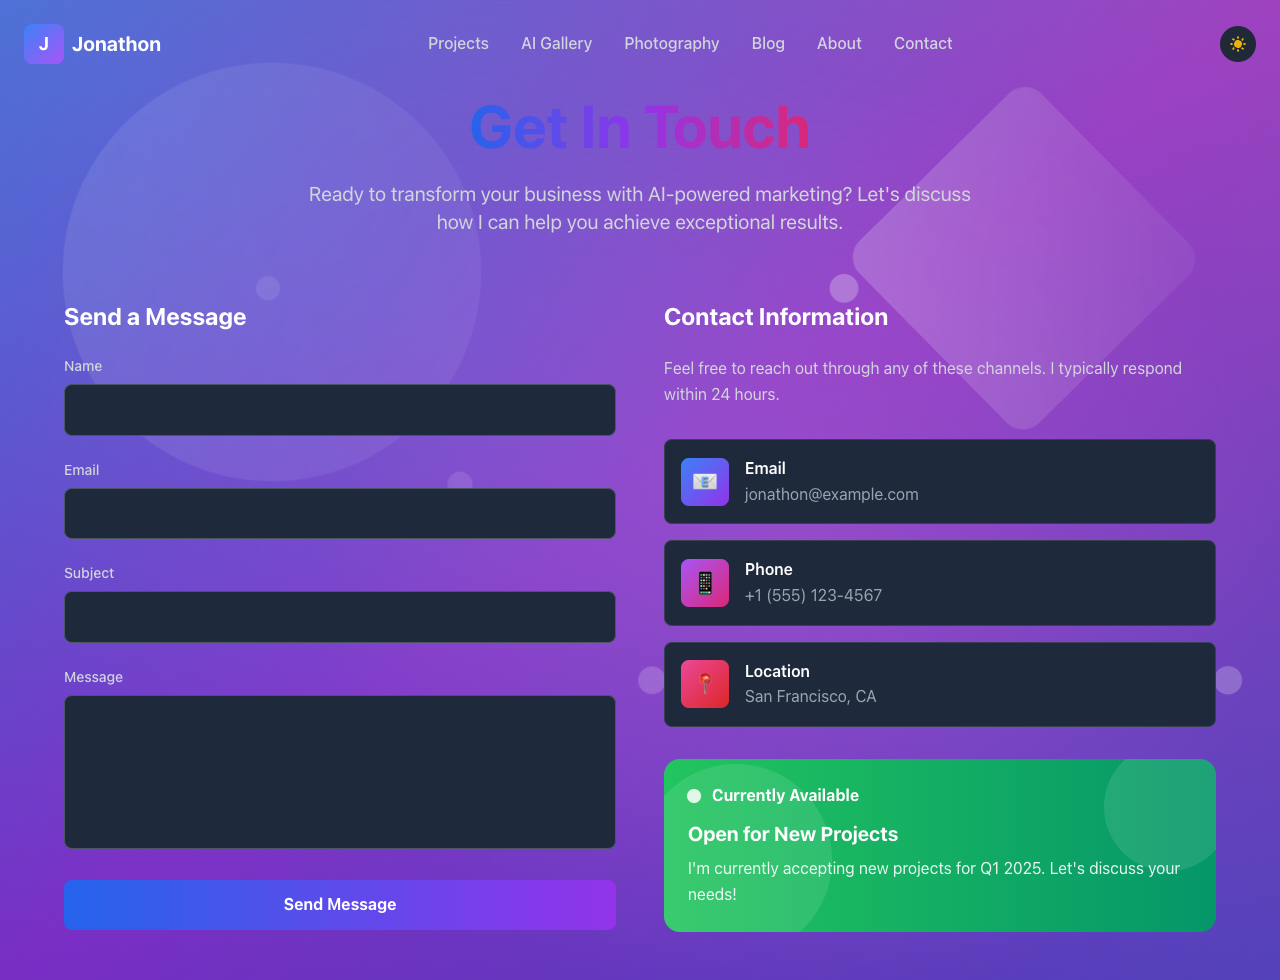 J Jonathon
Projects AI Gallery Photography Blog About Contact
Get In Touch
Ready to transform your business with AI-powered marketing? Let's discuss
how I can help you achieve exceptional results.
Send a Message
Name
Email
Subject
Message
Send Message
Contact Information
Feel free to reach out through any of these channels. I typically respond
within 24 hours.
Email
jonathon@example.com
Phone
+1 (555) 123-4567
Location
San Francisco, CA
Currently Available
Open for New Projects
I'm currently accepting new projects for Q1 2025. Let's discuss your
needs!